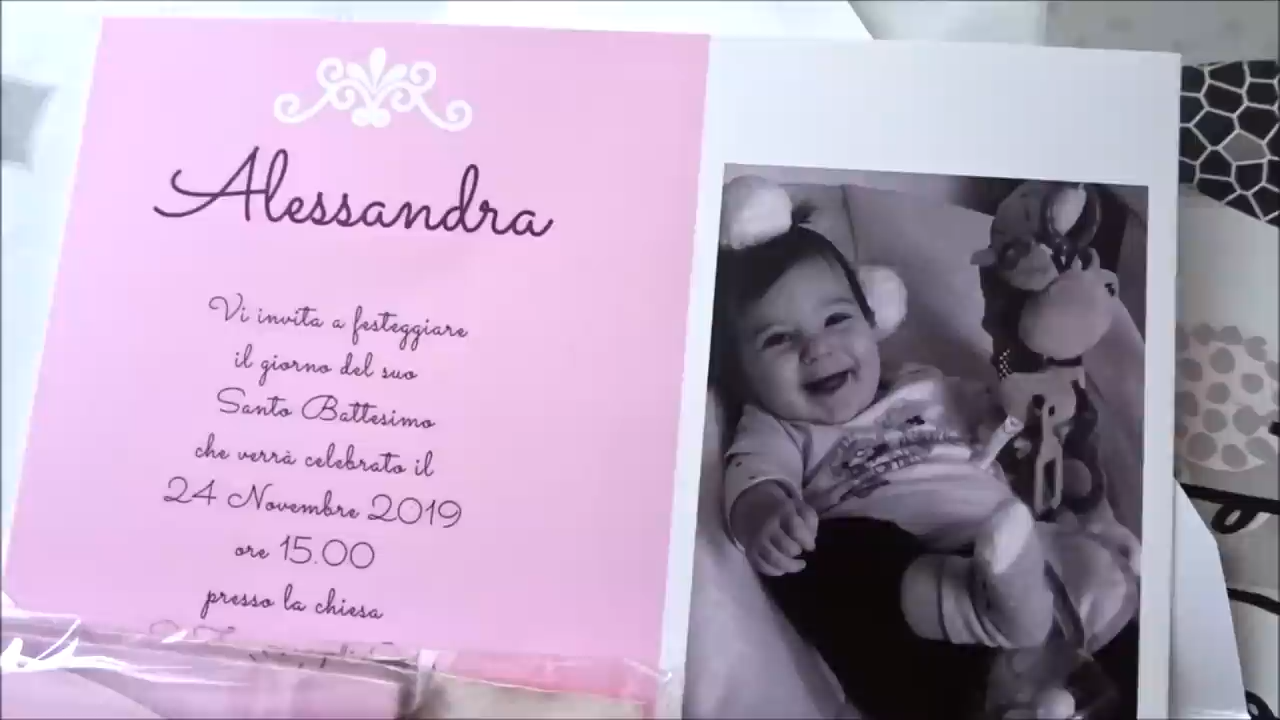 Alessandra
Vi invita a festeggiare
il giorno del suo
Santo Battesimo
che verrà celebrato il
24 Novembre 2019
ore 15.00
presso la chiesa